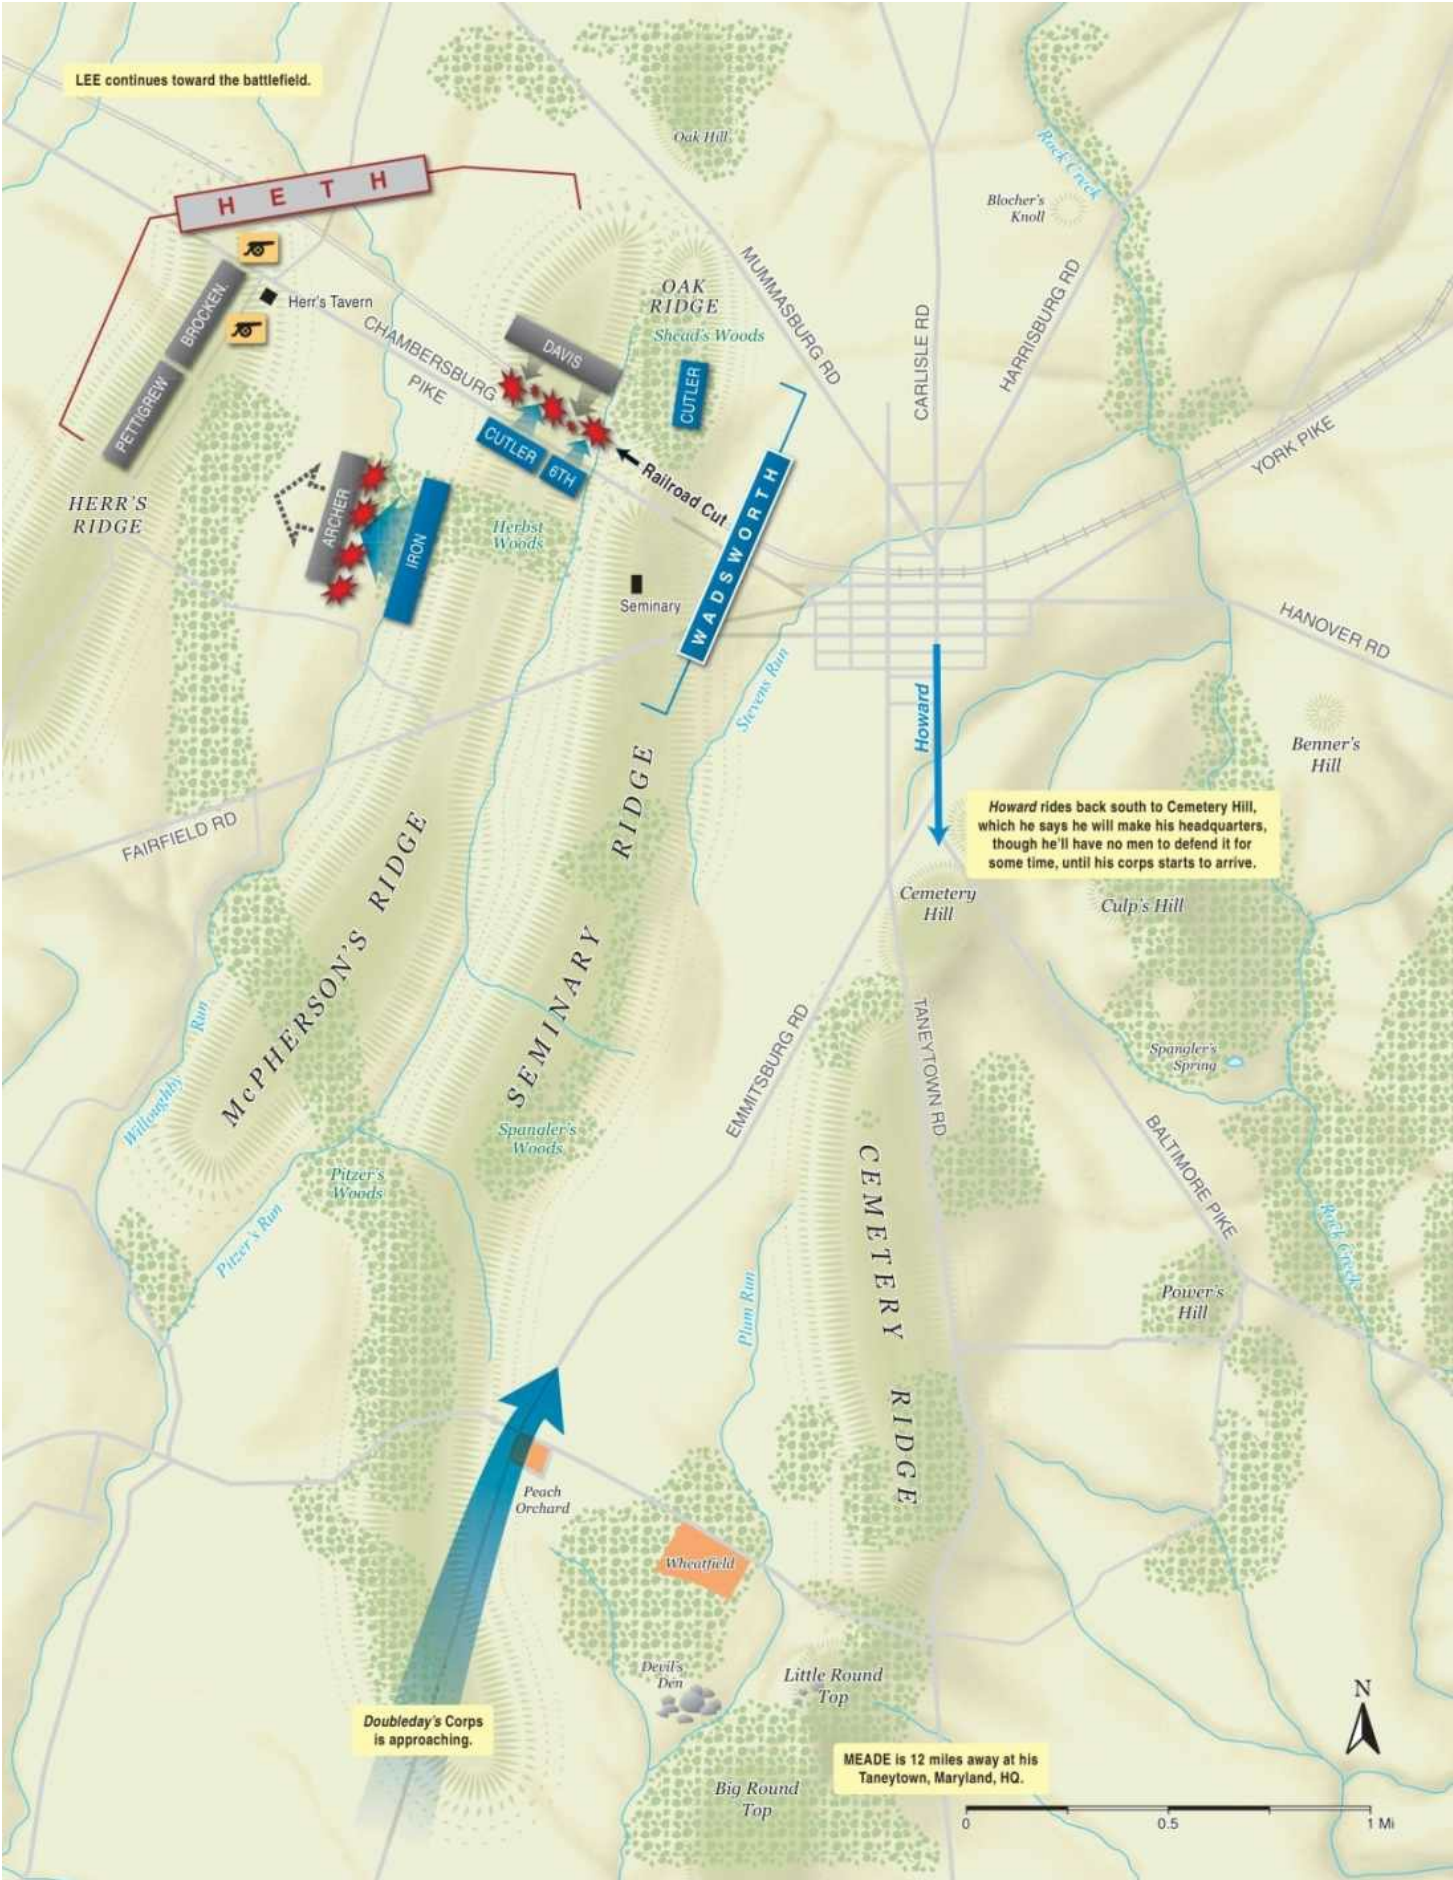 LEE continues toward the battlefield.
Oak Hill
Rock Creek
Blocher's
Knoll
HETH
BROCKEN.
PETTIGREW
Herr's Tavern
CHAMBERSBURG
PIKE
OAK
RIDGE
Shead's Woods
MUMMASBURG RD
CARLISLE RD
HARRISBURG RD
YORK PIKE
DAVIS
CUTLER
CUTLER
6TH
Railroad Cut
WADSWORTH
HERR'S
RIDGE
ARCHER
IRON
Herbst
Woods
Seminary
HANOVER RD
Stevens Run
Howard
Benner's
Hill
Howard rides back south to Cemetery Hill,
which he says he will make his headquarters,
though he'll have no men to defend it for
some time, until his corps starts to arrive.
FAIRFIELD RD
McPHERSON'S RIDGE
SEMINARY RIDGE
Cemetery
Hill
Culp's Hill
Willoughby Run
EMMITSBURG RD
TANEYTOWN RD
Spangler's
Spring
Spangler's
Woods
Pitzer's
Woods
Pitzer's Run
BALTIMORE PIKE
CEMETERY RIDGE
Rock Creek
Plum Run
Power's
Hill
Peach
Orchard
Wheatfield
Devil's
Den
Little Round
Top
Doubleday's Corps
is approaching.
MEADE is 12 miles away at his
Taneytown, Maryland, HQ.
Big Round
Top
N
0 0.5 1 Mi